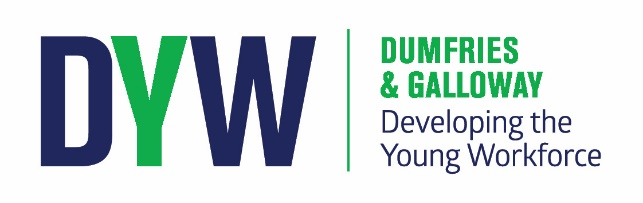 DYW
DUMFRIES
& GALLOWAY
Developing the
Young Workforce